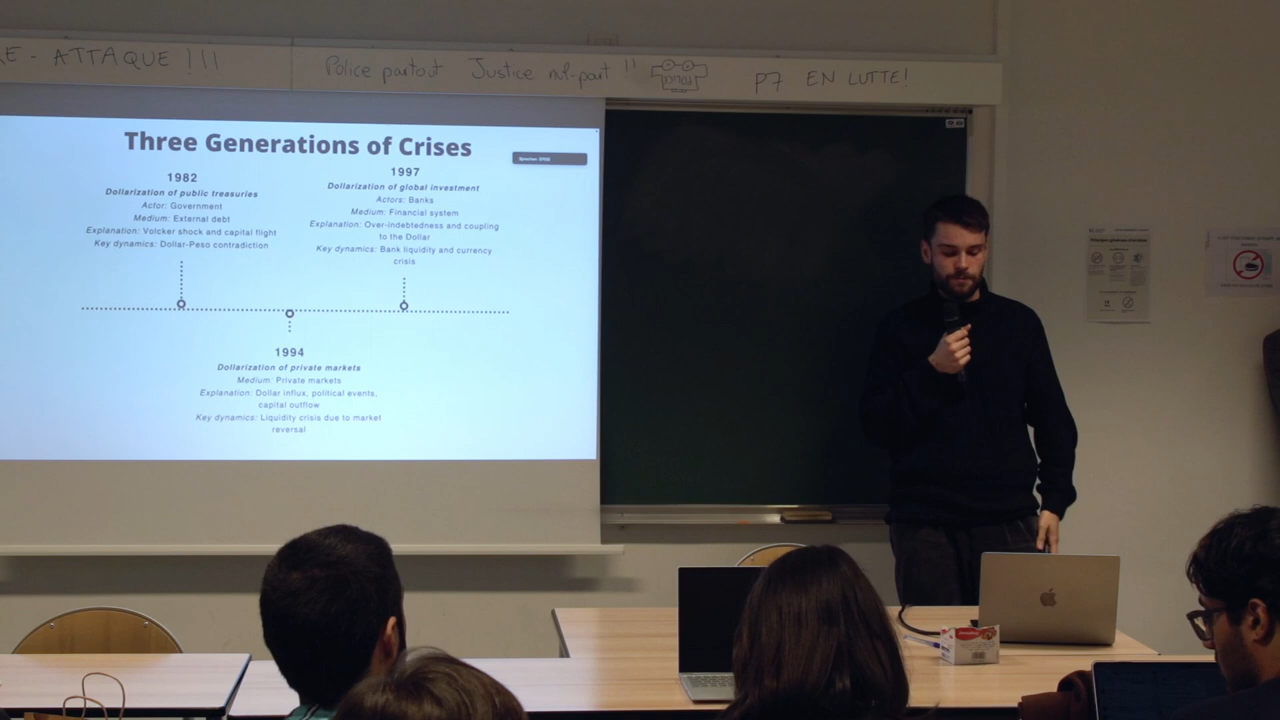 RE - ATTAQUE !!!
Police partout Justice nul-part !!
POLICE
P7 EN LUTTE!
Three Generations of Crises
1982
Dollarization of public treasuries
Actor: Government
Medium: External debt
Explanation: Volcker shock and capital flight
Key dynamics: Dollar-Peso contradiction
1997
Dollarization of global investment
Actors: Banks
Medium: Financial system
Explanation: Over-indebtedness and coupling
to the Dollar
Key dynamics: Bank liquidity and currency
crisis
1994
Dollarization of private markets
Medium: Private markets
Explanation: Dollar influx, political events,
capital outflow
Key dynamics: Liquidity crisis due to market
reversal